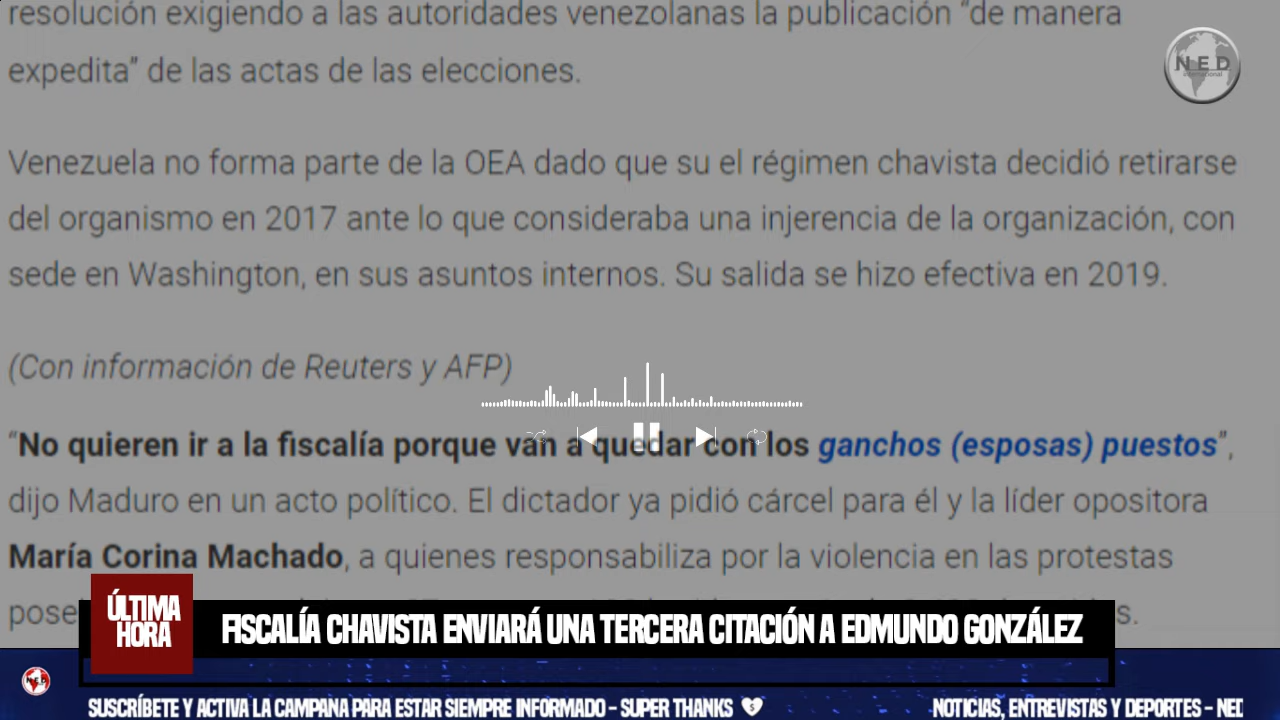 resolución exigiendo a las autoridades venezolanas la publicación “de manera
expedita” de las actas de las elecciones.
NED
internacional
Venezuela no forma parte de la OEA dado que su el régimen chavista decidió retirarse
del organismo en 2017 ante lo que consideraba una injerencia de la organización, con
sede en Washington, en sus asuntos internos. Su salida se hizo efectiva en 2019.
(Con información de Reuters y AFP)
“No quieren ir a la fiscalía porque van a quedar con los ganchos (esposas) puestos”,
dijo Maduro en un acto político. El dictador ya pidió cárcel para él y la líder opositora
María Corina Machado, a quienes responsabiliza por la violencia en las protestas
ÚLTIMA
HORA
FISCALÍA CHAVISTA ENVIARÁ UNA TERCERA CITACIÓN A EDMUNDO GONZÁLEZ
NED
SUSCRÍBETE Y ACTIVA LA CAMPANA PARA ESTAR SIEMPRE INFORMADO - SUPER THANKS NOTICIAS, ENTREVISTAS Y DEPORTES - NED